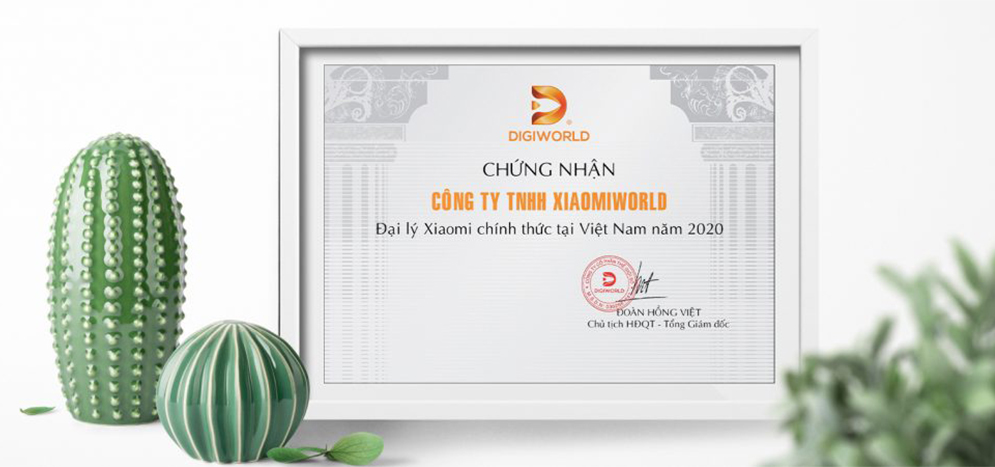 DIGIWORLD
CHỨNG NHẬN
CÔNG TY TNHH XIAOMIWORLD
Đại lý Xiaomi chính thức tại Việt Nam năm 2020
DIGIWORLD
ĐOÀN HỒNG VIỆT
Chủ tịch HĐQT - Tổng Giám đốc